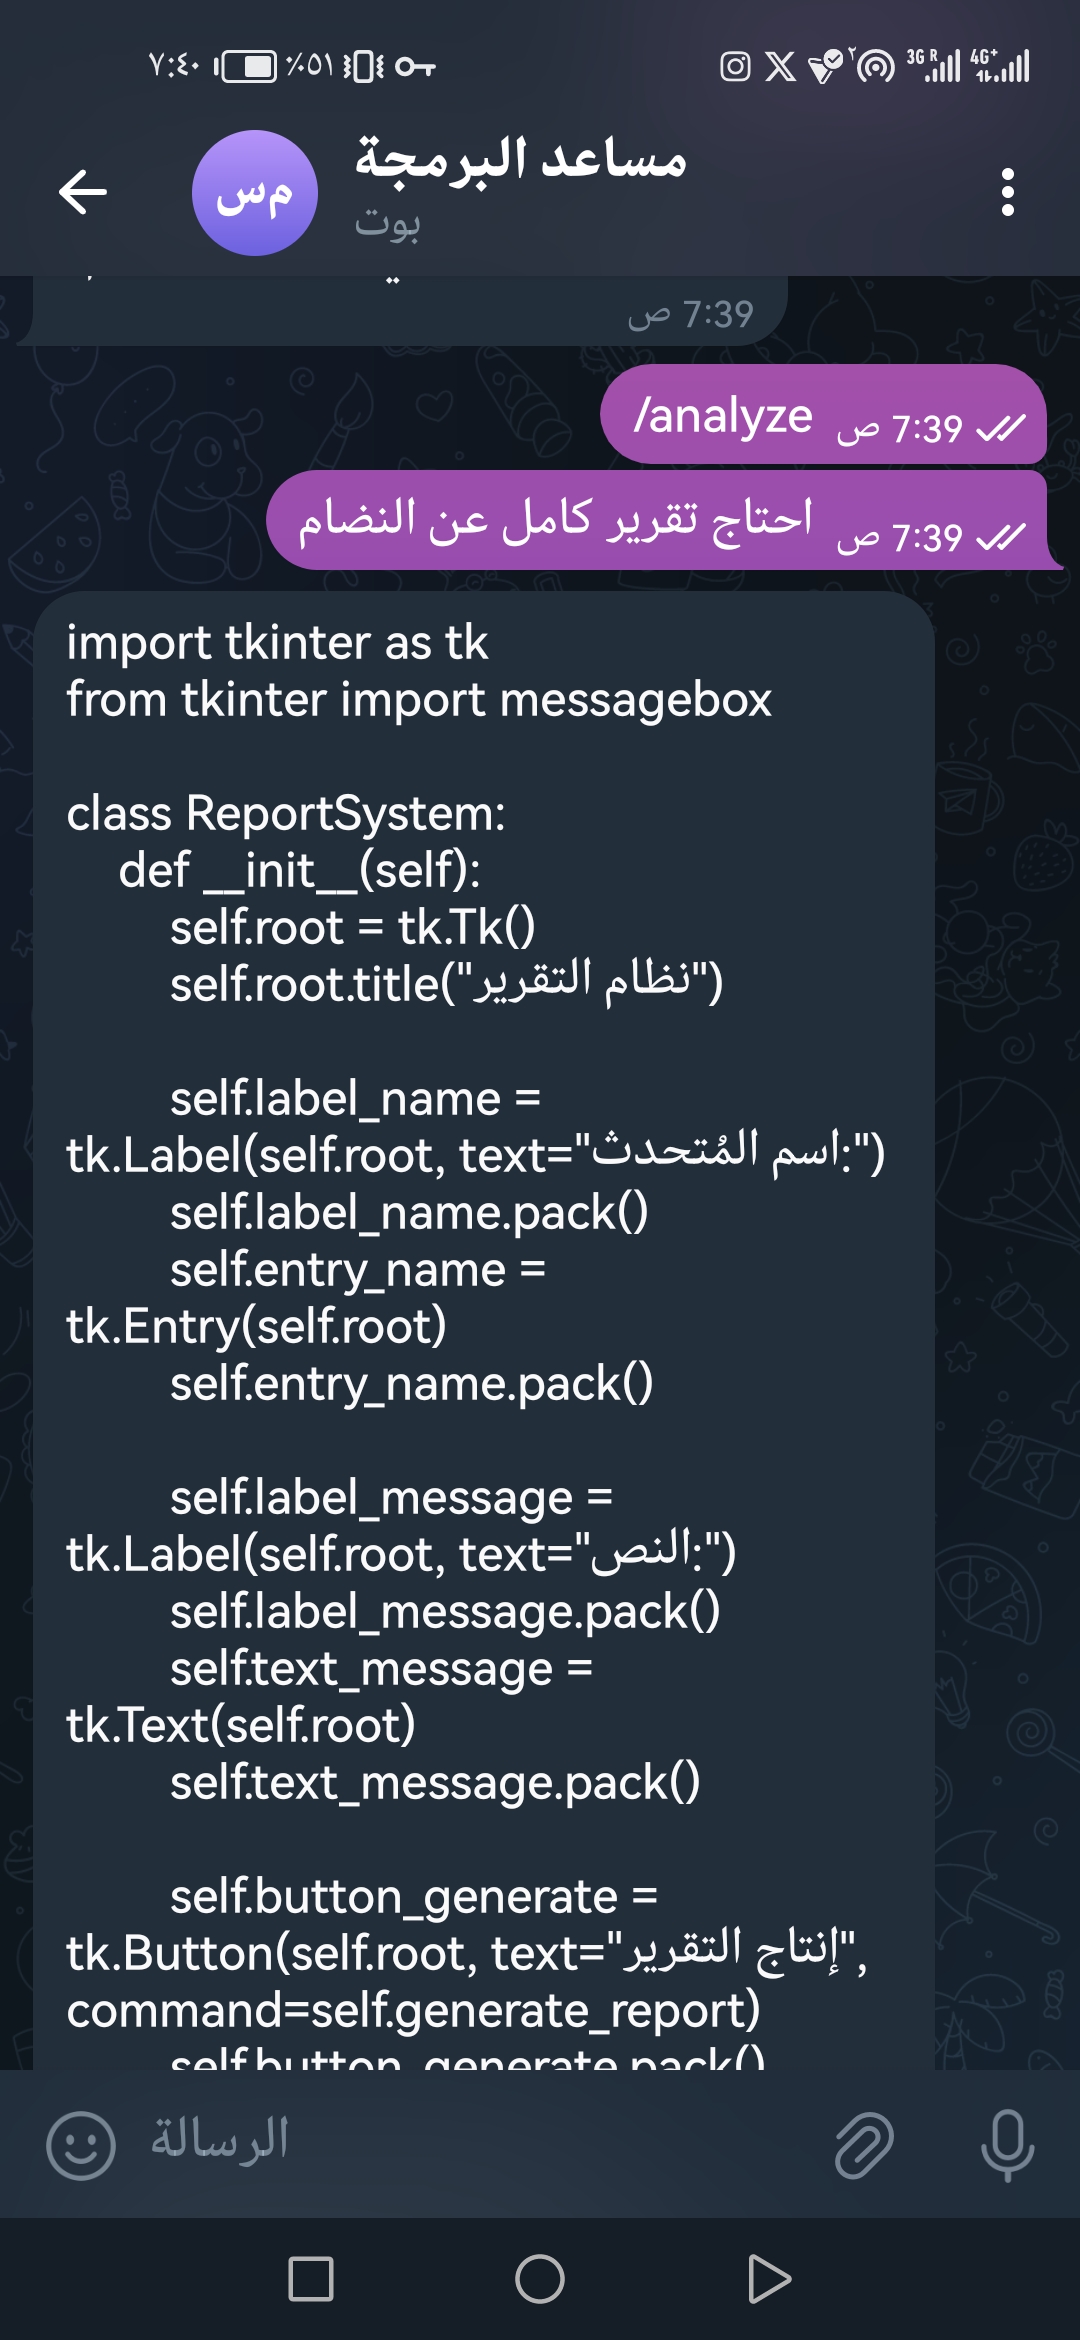 ٧:٤٠ ٪٥١ ٢ 3G R 4G+
مساعد البرمجة
مس
بوت
7:39 ص
/analyze 7:39 ص
احتاج تقرير كامل عن النضام 7:39 ص
import tkinter as tk
from tkinter import messagebox
class ReportSystem:
def __init__(self):
self.root = tk.Tk()
self.root.title("نظام التقرير")
self.label_name =
tk.Label(self.root, text="اسم المُتحدث:")
self.label_name.pack()
self.entry_name =
tk.Entry(self.root)
self.entry_name.pack()
self.label_message =
tk.Label(self.root, text="النص:")
self.label_message.pack()
self.text_message =
tk.Text(self.root)
self.text_message.pack()
self.button_generate =
tk.Button(self.root, text="إنتاج التقرير",
command=self.generate_report)
self.button_generate.pack()
الرسالة